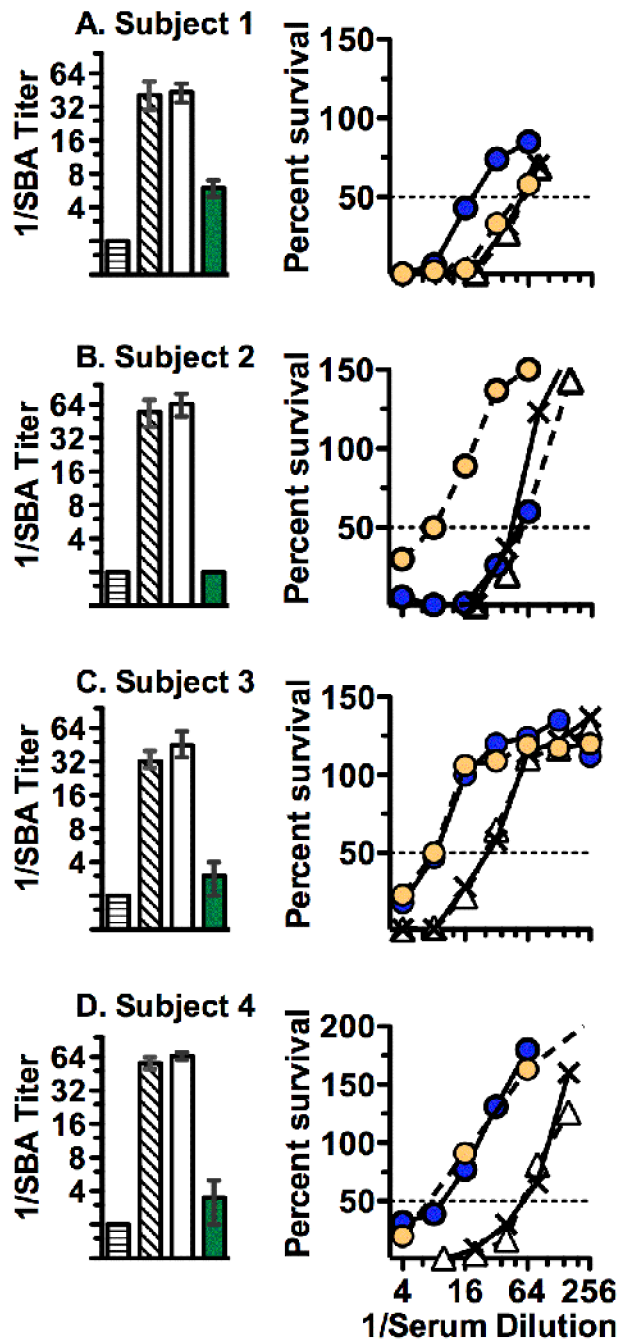 A. Subject 1
1/SBA Titer
64
32
16
8
4
Percent survival
150
100
50
B. Subject 2
1/SBA Titer
64
32
16
8
4
Percent survival
150
100
50
C. Subject 3
1/SBA Titer
64
32
16
8
4
Percent survival
150
100
50
D. Subject 4
1/SBA Titer
64
32
16
8
4
Percent survival
200
150
100
50
4 16 64 256
1/Serum Dilution